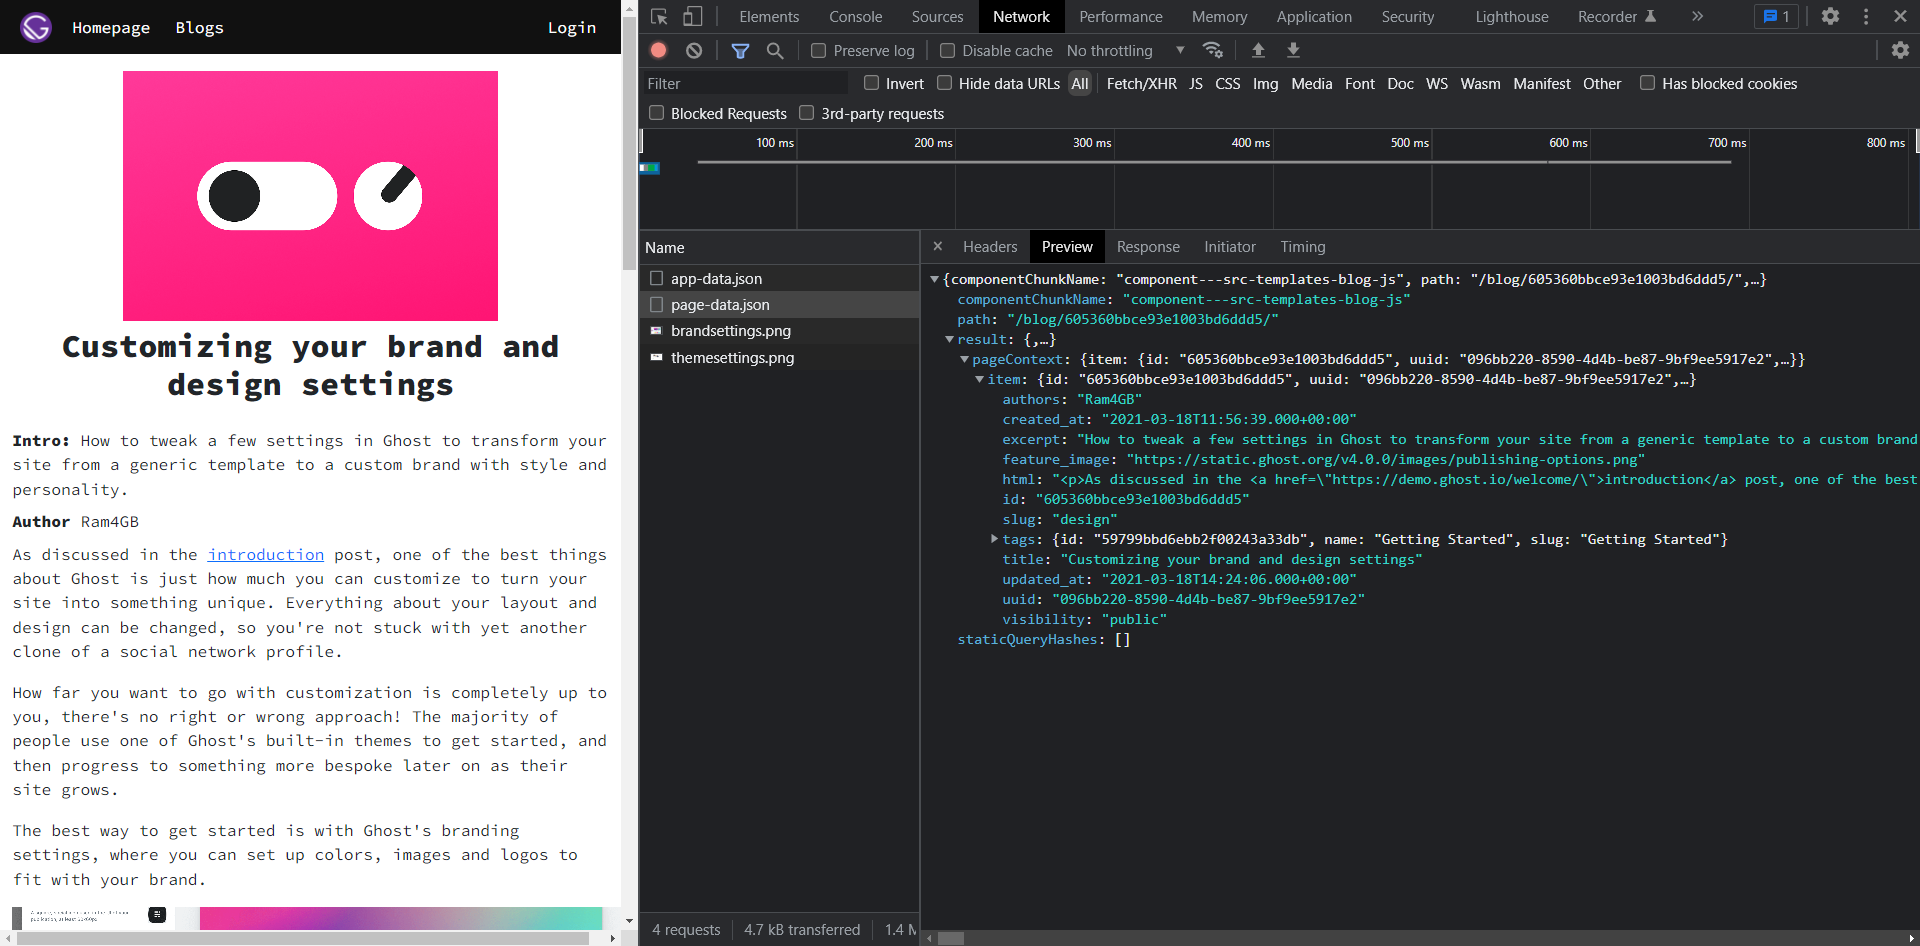 Homepage Blogs Login
Customizing your brand and
design settings
Intro: How to tweak a few settings in Ghost to transform your
site from a generic template to a custom brand with style and
personality.
Author Ram4GB
As discussed in the introduction post, one of the best things
about Ghost is just how much you can customize to turn your
site into something unique. Everything about your layout and
design can be changed, so you're not stuck with yet another
clone of a social network profile.
How far you want to go with customization is completely up to
you, there's no right or wrong approach! The majority of
people use one of Ghost's built-in themes to get started, and
then progress to something more bespoke later on as their
site grows.
The best way to get started is with Ghost's branding
settings, where you can set up colors, images and logos to
fit with your brand.
Elements Console Sources Network Performance Memory Application Security Lighthouse Recorder 1
Preserve log Disable cache No throttling
Filter Invert Hide data URLs All Fetch/XHR JS CSS Img Media Font Doc WS Wasm Manifest Other Has blocked cookies
Blocked Requests 3rd-party requests
100 ms 200 ms 300 ms 400 ms 500 ms 600 ms 700 ms 800 ms
Name
app-data.json
page-data.json
brandsettings.png
themesettings.png
4 requests 4.7 kB transferred 1.4 M
Headers Preview Response Initiator Timing
{componentChunkName: "component---src-templates-blog-js", path: "/blog/605360bbce93e1003bd6ddd5/",…}
componentChunkName: "component---src-templates-blog-js"
path: "/blog/605360bbce93e1003bd6ddd5/"
result: {,…}
pageContext: {item: {id: "605360bbce93e1003bd6ddd5", uuid: "096bb220-8590-4d4b-be87-9bf9ee5917e2",…}}
item: {id: "605360bbce93e1003bd6ddd5", uuid: "096bb220-8590-4d4b-be87-9bf9ee5917e2",…}
authors: "Ram4GB"
created_at: "2021-03-18T11:56:39.000+00:00"
excerpt: "How to tweak a few settings in Ghost to transform your site from a generic template to a custom brand
feature_image: "https://static.ghost.org/v4.0.0/images/publishing-options.png"
html: "<p>As discussed in the <a href=\"https://demo.ghost.io/welcome/\">introduction</a> post, one of the best
id: "605360bbce93e1003bd6ddd5"
slug: "design"
tags: {id: "59799bbd6ebb2f00243a33db", name: "Getting Started", slug: "Getting Started"}
title: "Customizing your brand and design settings"
updated_at: "2021-03-18T14:24:06.000+00:00"
uuid: "096bb220-8590-4d4b-be87-9bf9ee5917e2"
visibility: "public"
staticQueryHashes: []